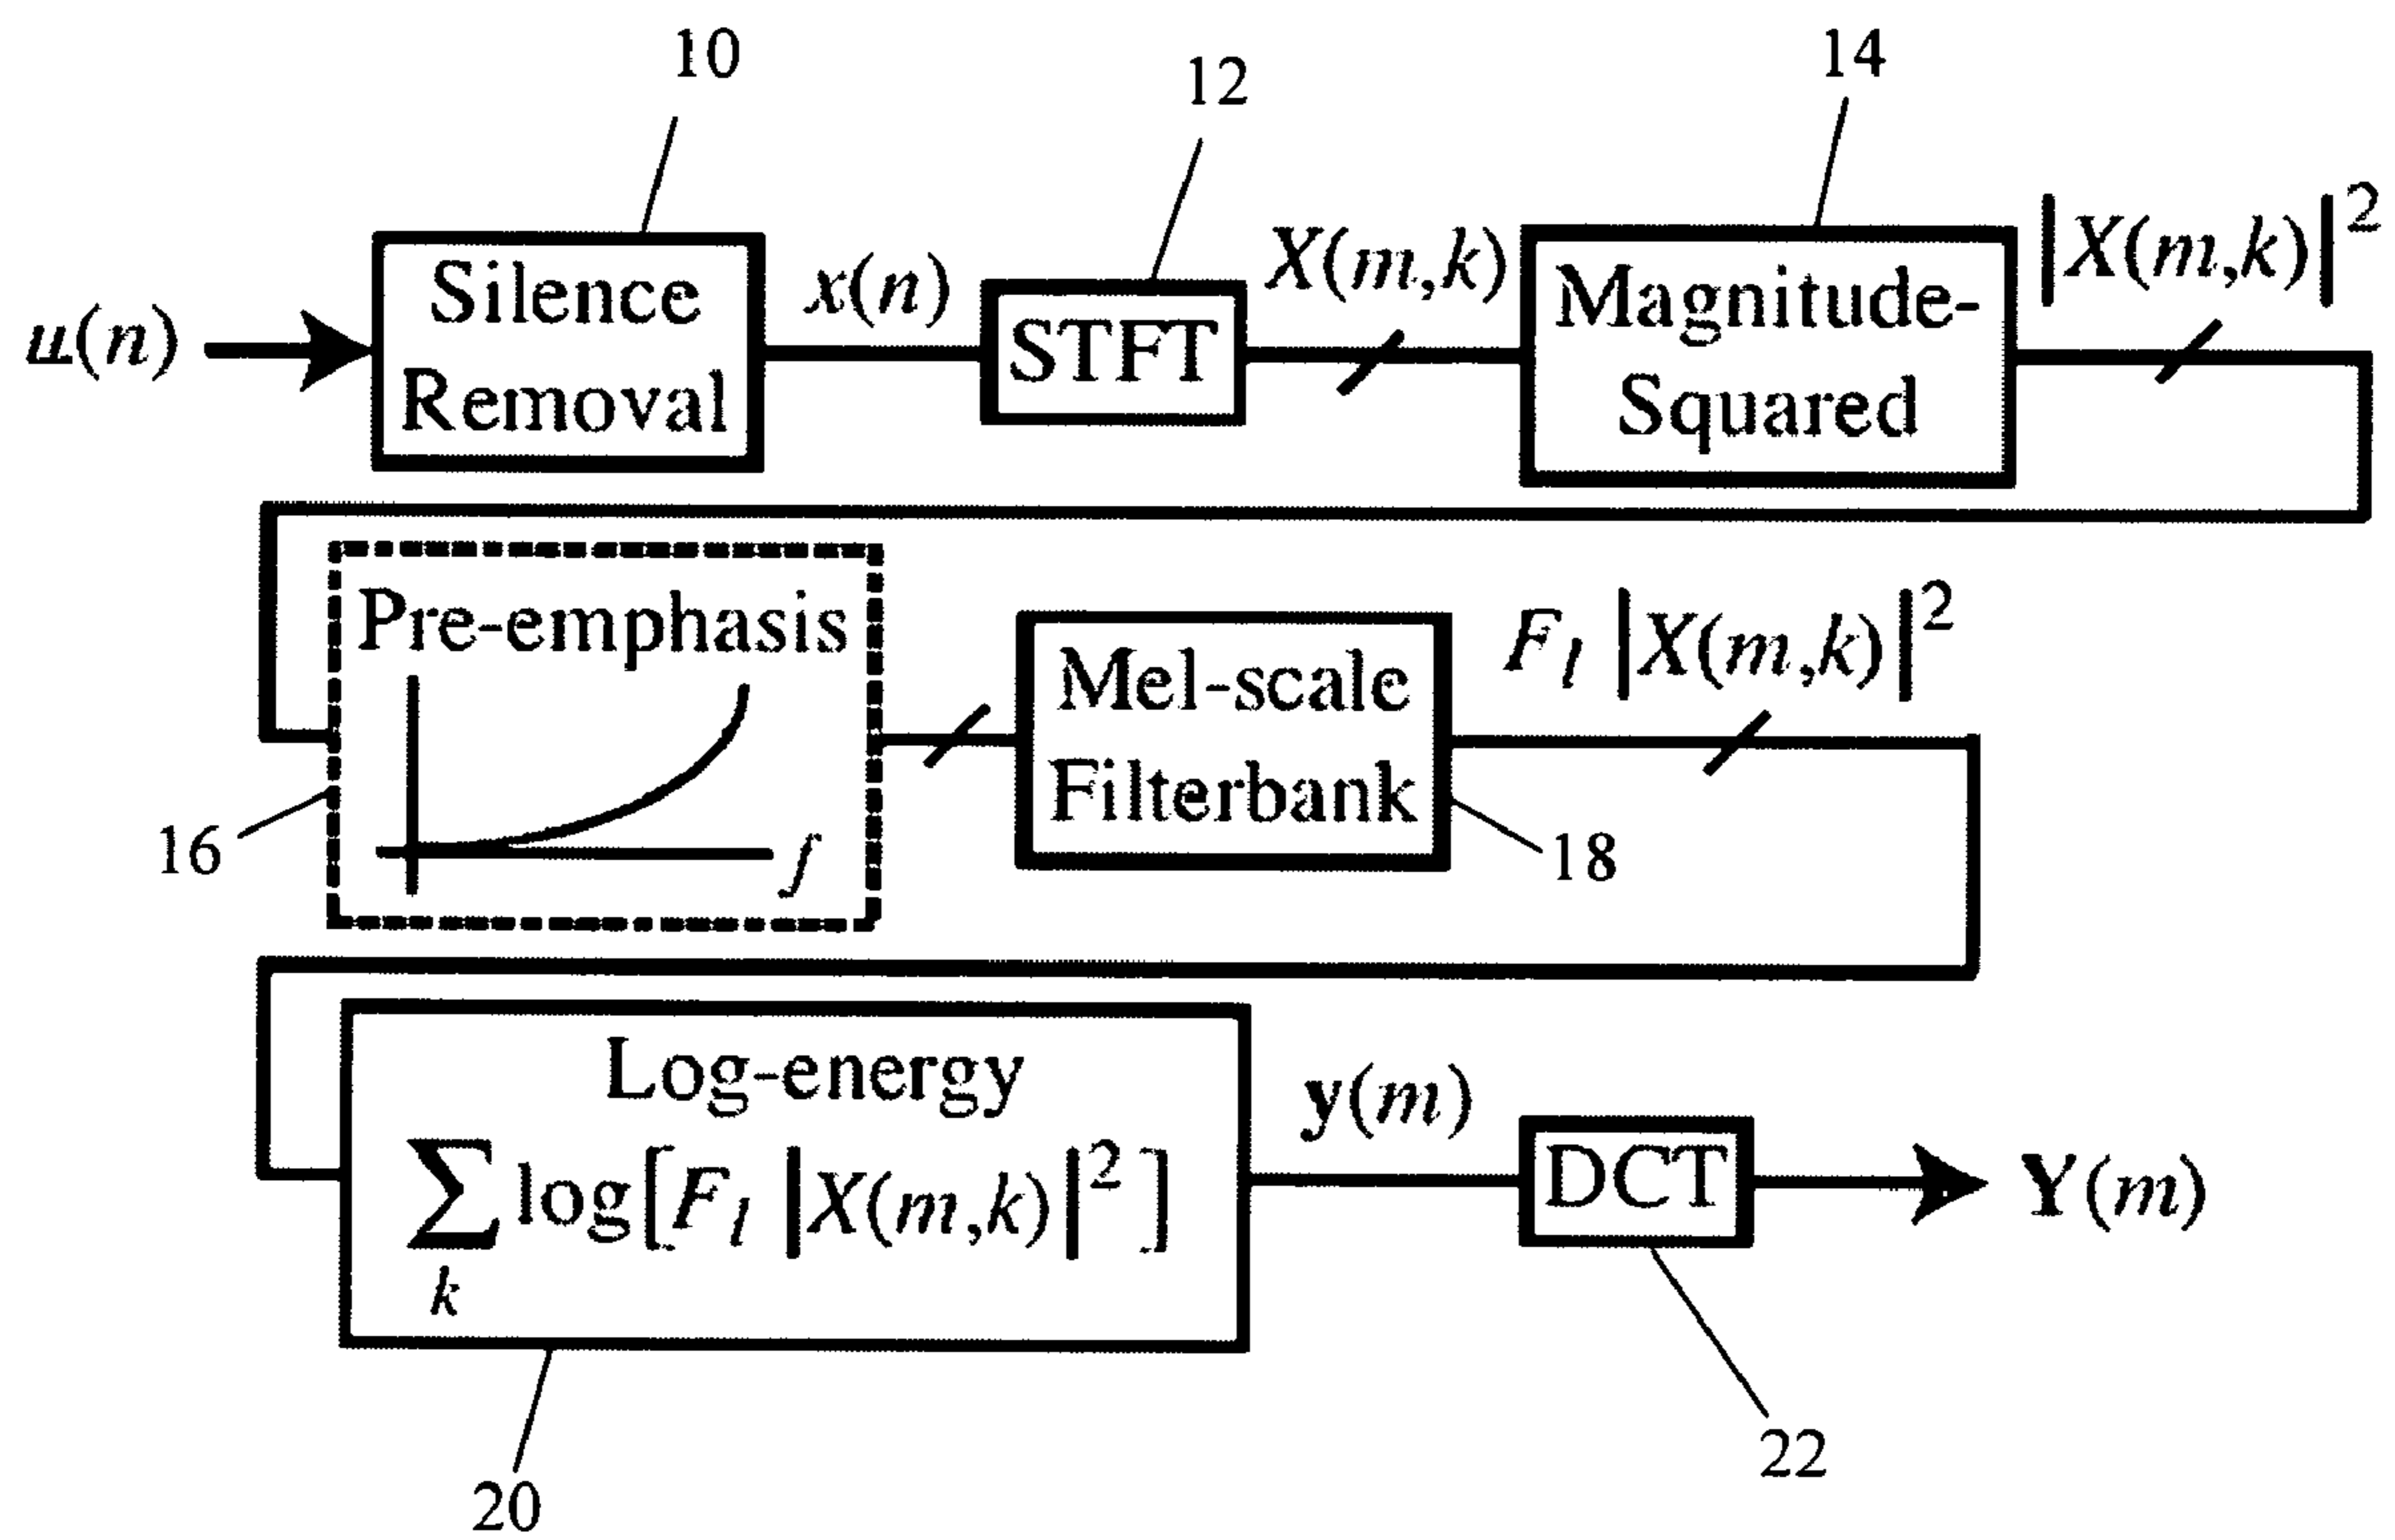 10
12
14
u(n)
Silence
Removal
x(n)
STFT
X(m,k)
Magnitude-
Squared
|X(m,k)|²
Pre-emphasis
f
16
Mel-scale
Filterbank
18
F_l |X(m,k)|²
Log-energy
∑ log[F_l |X(m,k)|²]
k
20
y(m)
DCT
22
Y(m)